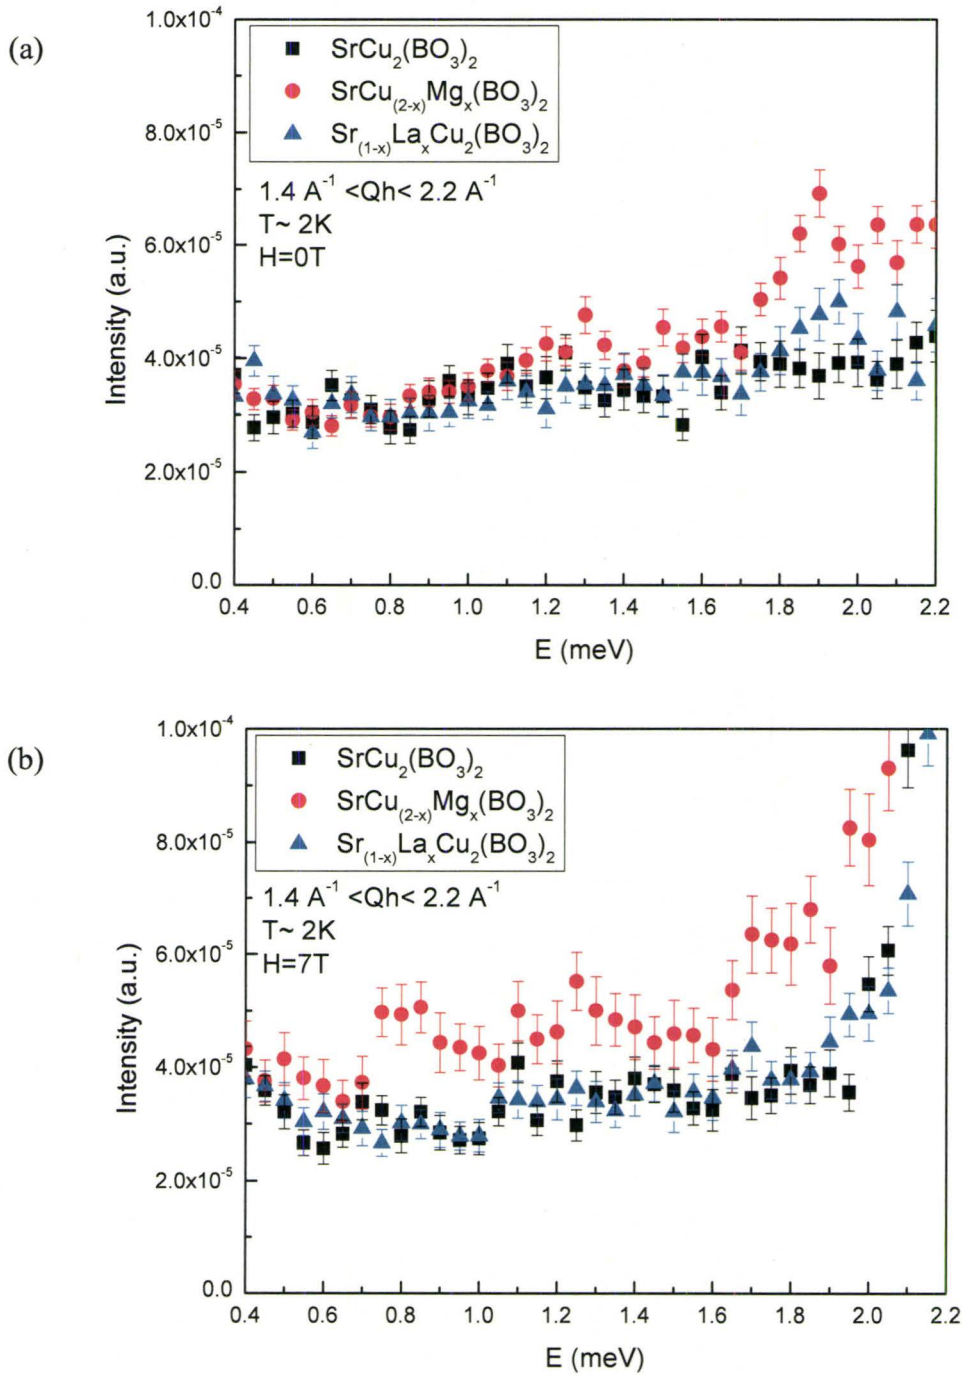 (a)
1.0x10⁻⁴
8.0x10⁻⁵
6.0x10⁻⁵
4.0x10⁻⁵
2.0x10⁻⁵
0.0
Intensity (a.u.)
SrCu₂(BO₃)₂
SrCu₍₂₋ₓ₎Mgₓ(BO₃)₂
Sr₍₁₋ₓ₎LaₓCu₂(BO₃)₂
1.4 A⁻¹ <Qh< 2.2 A⁻¹
T~ 2K
H=0T
0.4 0.6 0.8 1.0 1.2 1.4 1.6 1.8 2.0 2.2
E (meV)
(b)
1.0x10⁻⁴
8.0x10⁻⁵
6.0x10⁻⁵
4.0x10⁻⁵
2.0x10⁻⁵
0.0
Intensity (a.u.)
SrCu₂(BO₃)₂
SrCu₍₂₋ₓ₎Mgₓ(BO₃)₂
Sr₍₁₋ₓ₎LaₓCu₂(BO₃)₂
1.4 A⁻¹ <Qh< 2.2 A⁻¹
T~ 2K
H=7T
0.4 0.6 0.8 1.0 1.2 1.4 1.6 1.8 2.0 2.2
E (meV)